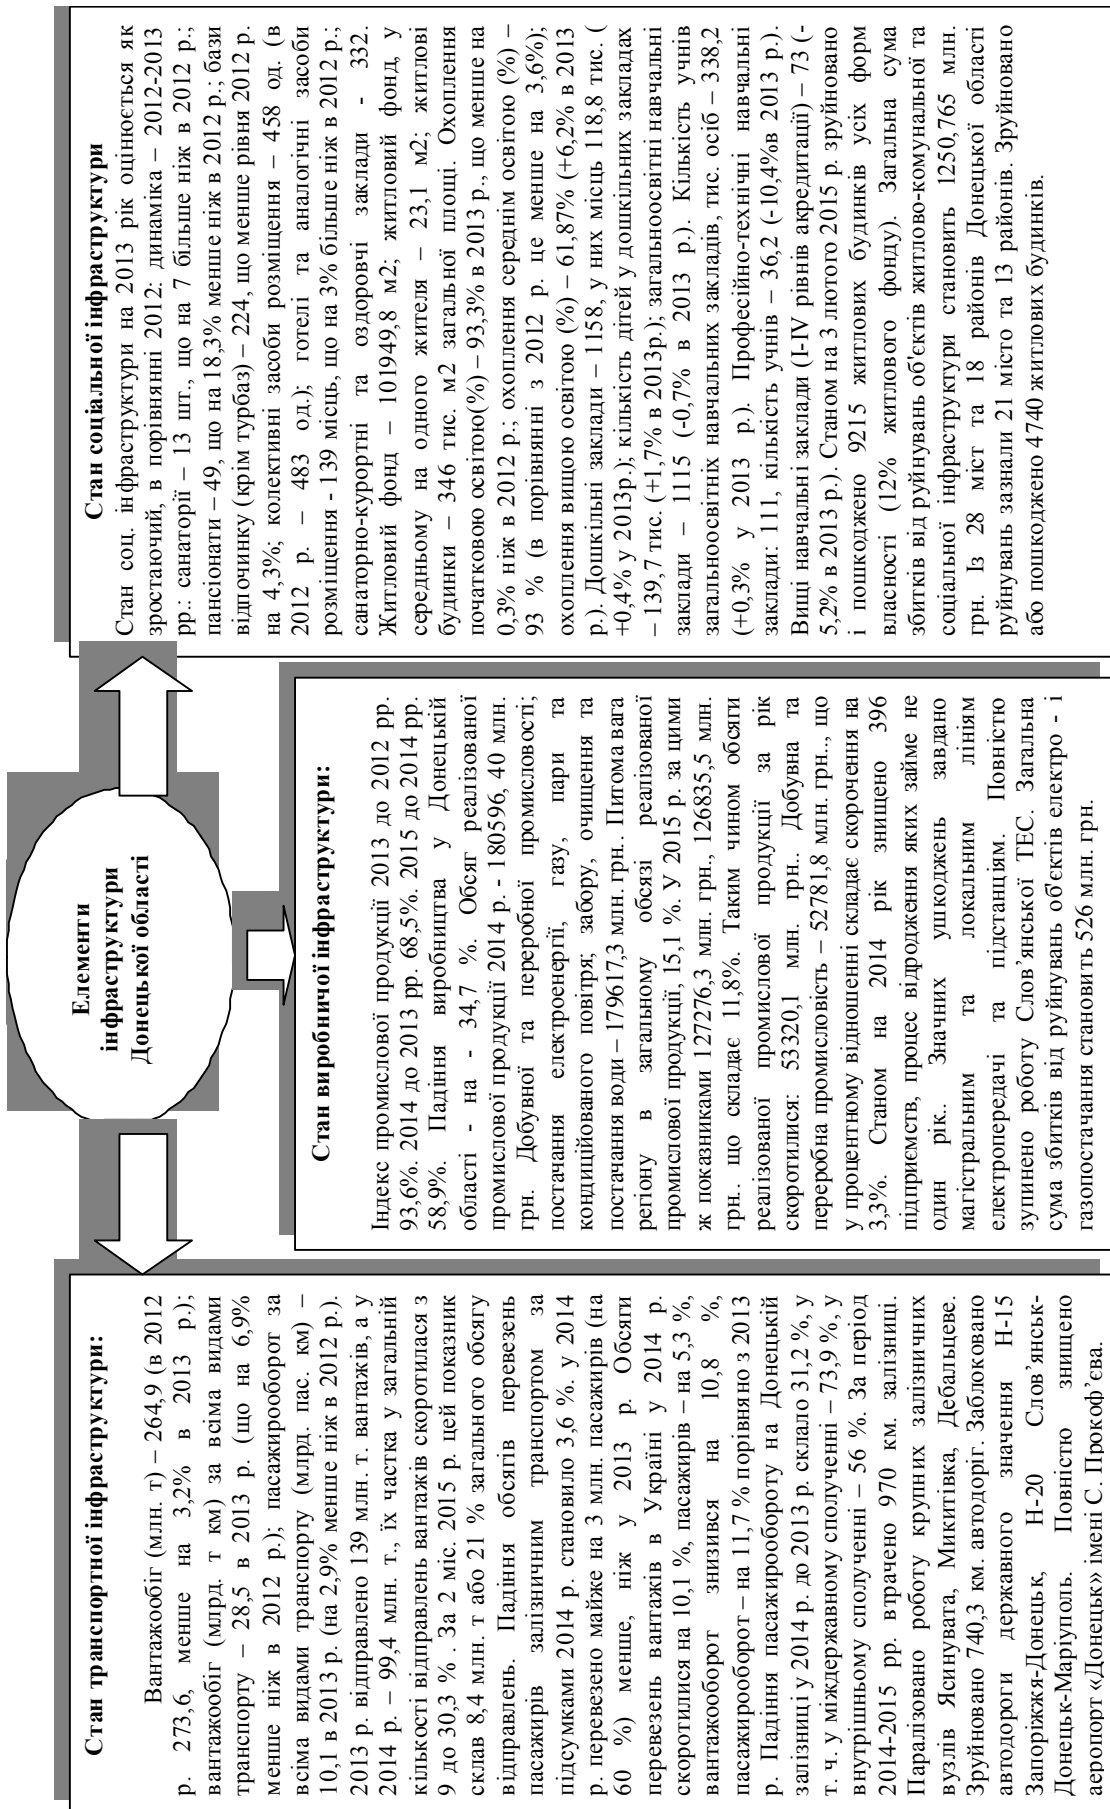 Елементи
інфраструктури
Донецької області
Стан транспортної інфраструктури:
Вантажообіг (млн. т) – 264,9 (в 2012
р. 273,6, менше на 3,2% в 2013 р.);
вантажообіг (млрд. т км) за всіма видами
транспорту – 28,5 в 2013 р. (що на 6,9%
менше ніж в 2012 р.); пасажирооборот за
всіма видами транспорту (млрд. пас. км) –
10,1 в 2013 р. (на 2,9% менше ніж в 2012 р.).
2013 р. відправлено 139 млн. т. вантажів, а у
2014 р. – 99,4 млн. т., їх частка у загальній
кількості відправлень вантажів скоротилася з
9 до 30,3 %. За 2 міс. 2015 р. цей показник
склав 8,4 млн. т або 21 % загального обсягу
відправлень. Падіння обсягів перевезень
пасажирів залізничним транспортом за
підсумками 2014 р. становило 3,6 %. у 2014
р. перевезено майже на 3 млн. пасажирів (на
60 %) менше, ніж у 2013 р. Обсяги
перевезень вантажів в Україні у 2014 р.
скоротилися на 10,1 %, пасажирів – на 5,3 %,
вантажооборот знизився на 10,8 %,
пасажирооборот – на 11,7 % порівняно з 2013
р. Падіння пасажирообороту на Донецькій
залізниці у 2014 р. до 2013 р. склало 31,2 %, у
т. ч. у міждержавному сполученні – 73,9 %, у
внутрішньому сполученні – 56 %. За період
2014-2015 рр. втрачено 970 км. залізниці.
Паралізовано роботу крупних залізничних
вузлів Ясинувата, Микитівка, Дебальцеве.
Зруйновано 740,3 км. автодоріг. Заблоковано
автодороги державного значення Н-15
Запоріжжя-Донецьк, Н-20 Слов'янськ-
Донецьк-Маріуполь. Повністю знищено
аеропорт «Донецьк» імені С. Прокоф'єва.
Стан виробничої інфраструктури:
Індекс промислової продукції 2013 до 2012 рр.
93,6%. 2014 до 2013 рр. 68,5%. 2015 до 2014 рр.
58,9%. Падіння виробництва у Донецькій
області - на - 34,7 %. Обсяг реалізованої
промислової продукції 2014 р. - 180596, 40 млн.
грн. Добувної та переробної промисловості;
постачання електроенергії, газу, пари та
кондиційованого повітря, забору, очищення та
постачання води – 179617,3 млн. грн.. Питома вага
регіону в загальному обсязі реалізованої
промислової продукції, 15,1 %. У 2015 р. за цими
ж показниками 127276,3 млн. грн., 126835,5 млн.
грн. що складає 11,8%. Таким чином обсяги
реалізованої промислової продукції за рік
скоротилися: 53320,1 млн. грн.. Добувна та
переробна промисловість – 52781,8 млн. грн.., що
у процентному відношенні складає скорочення на
3,3%. Станом на 2014 рік знищено 396
підприємств, процес відродження яких займе не
один рік.. Значних ушкоджень завдано
магістральним та локальним лініям
електропередачі та підстанціям. Повністю
зупинено роботу Слов'янської ТЕС. Загальна
сума збитків від руйнувань об'єктів електро - і
газопостачання становить 526 млн. грн.
Стан соціальної інфраструктури
Стан соц. інфраструктури на 2013 рік оцінюється як
зростаючий, в порівнянні 2012: динаміка – 2012-2013
рр.: санаторії – 13 шт., що на 7 більше ніж в 2012 р.;
пансіонати – 49, що на 18,3% менше ніж в 2012 р.; бази
відпочинку (крім турбаз) – 224, що менше рівня 2012 р.
на 4,3%; колективні засоби розміщення – 458 од. (в
2012 р. – 483 од.); готелі та аналогічні засоби
розміщення - 139 місць, що на 3% більше ніж в 2012 р.;
санаторно-курортні та оздоровчі заклади - 332.
Житловий фонд – 101949,8 м2; житловий фонд, у
середньому на одного жителя – 23,1 м2; житлові
будинки – 346 тис. м2 загальної площі. Охоплення
початковою освітою(%) – 93,3% в 2013 р., що менше на
0,3% ніж в 2012 р.; охоплення середнім освітою (%) –
93 % (в порівнянні з 2012 р. це менше на 3,6%);
охоплення вищою освітою (%) – 61,87% (+6,2% в 2013
р.). Дошкільні заклади – 1158, у них місць 118,8 тис. (
+0,4% у 2013р.); кількість дітей у дошкільних закладах
– 139,7 тис. (+1,7% в 2013р.); загальноосвітні навчальні
заклади – 1115 (-0,7% в 2013 р.). Кількість учнів
загальноосвітніх навчальних закладів, тис. осіб – 338,2
(+0,3% у 2013 р.). Професійно-технічні навчальні
заклади: 111, кількість учнів – 36,2 (-10,4%в 2013 р.).
Вищі навчальні заклади (І-IV рівнів акредитації) – 73 (-
5,2% в 2013 р.). Станом на 3 лютого 2015 р. зруйновано
і пошкоджено 9215 житлових будинків усіх форм
власності (12% житлового фонду). Загальна сума
збитків від руйнувань об'єктів житлово-комунальної та
соціальної інфраструктури становить 1250,765 млн.
грн. Із 28 міст та 18 районів Донецької області
руйнувань зазнали 21 місто та 13 районів. Зруйновано
або пошкоджено 4740 житлових будинків.